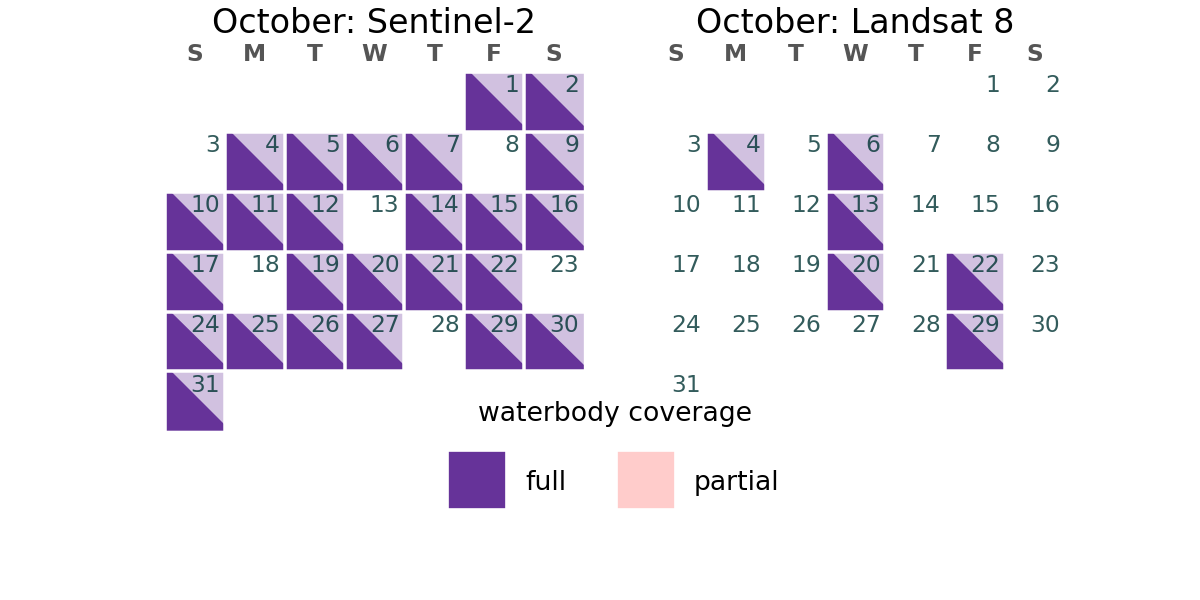 October: Sentinel-2
S M T W T F S
1 2
3 4 5 6 7 8 9
10 11 12 13 14 15 16
17 18 19 20 21 22 23
24 25 26 27 28 29 30
31
October: Landsat 8
S M T W T F S
1 2
3 4 5 6 7 8 9
10 11 12 13 14 15 16
17 18 19 20 21 22 23
24 25 26 27 28 29 30
31
waterbody coverage
full partial